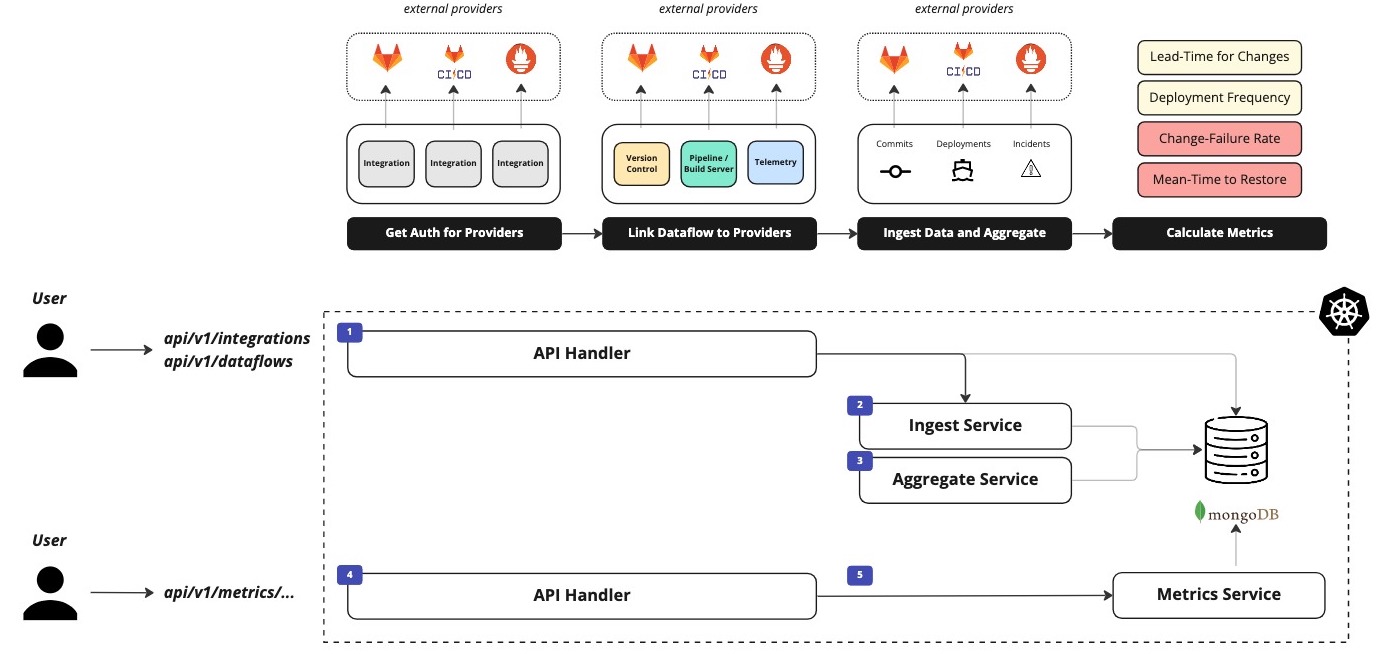 external providers
external providers
external providers
CI/CD
CI/CD
CI/CD
Lead-Time for Changes
Deployment Frequency
Change-Failure Rate
Mean-Time to Restore
Integration
Integration
Integration
Version
Control
Pipeline /
Build Server
Telemetry
Commits
Deployments
Incidents
Get Auth for Providers
Link Dataflow to Providers
Ingest Data and Aggregate
Calculate Metrics
User
api/v1/integrations
api/v1/dataflows
1
API Handler
2
Ingest Service
3
Aggregate Service
mongoDB
User
api/v1/metrics/...
4
API Handler
5
Metrics Service